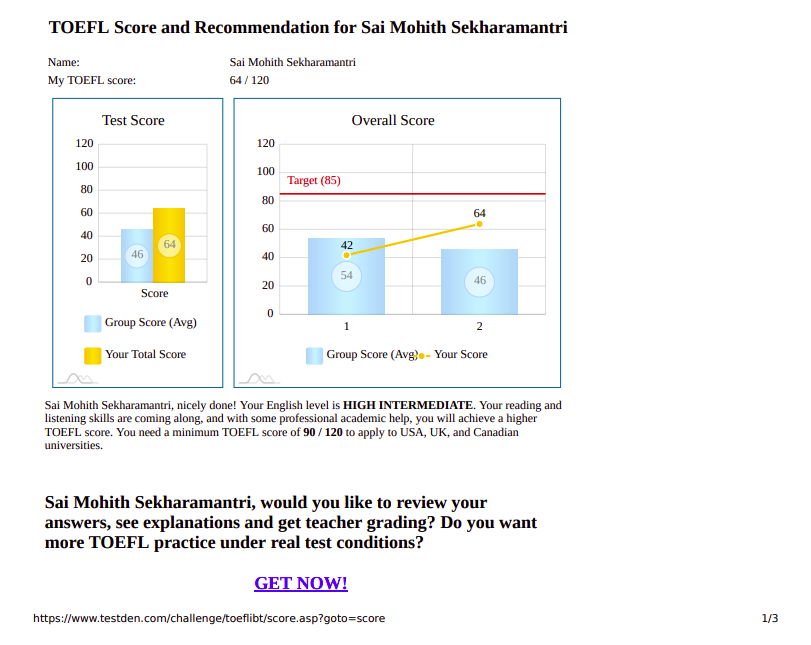 TOEFL Score and Recommendation for Sai Mohith Sekharamantri
Name: Sai Mohith Sekharamantri
My TOEFL score: 64 / 120
Test Score
120
100
80
60
40
20
0
46
64
Score
Group Score (Avg)
Your Total Score
Overall Score
120
100
80
60
40
20
0
Target (85)
42
64
54
46
1
2
Group Score (Avg)
Your Score
Sai Mohith Sekharamantri, nicely done! Your English level is HIGH INTERMEDIATE. Your reading and
listening skills are coming along, and with some professional academic help, you will achieve a higher
TOEFL score. You need a minimum TOEFL score of 90 / 120 to apply to USA, UK, and Canadian
universities.
Sai Mohith Sekharamantri, would you like to review your
answers, see explanations and get teacher grading? Do you want
more TOEFL practice under real test conditions?
GET NOW!
https://www.testden.com/challenge/toeflibt/score.asp?goto=score
1/3